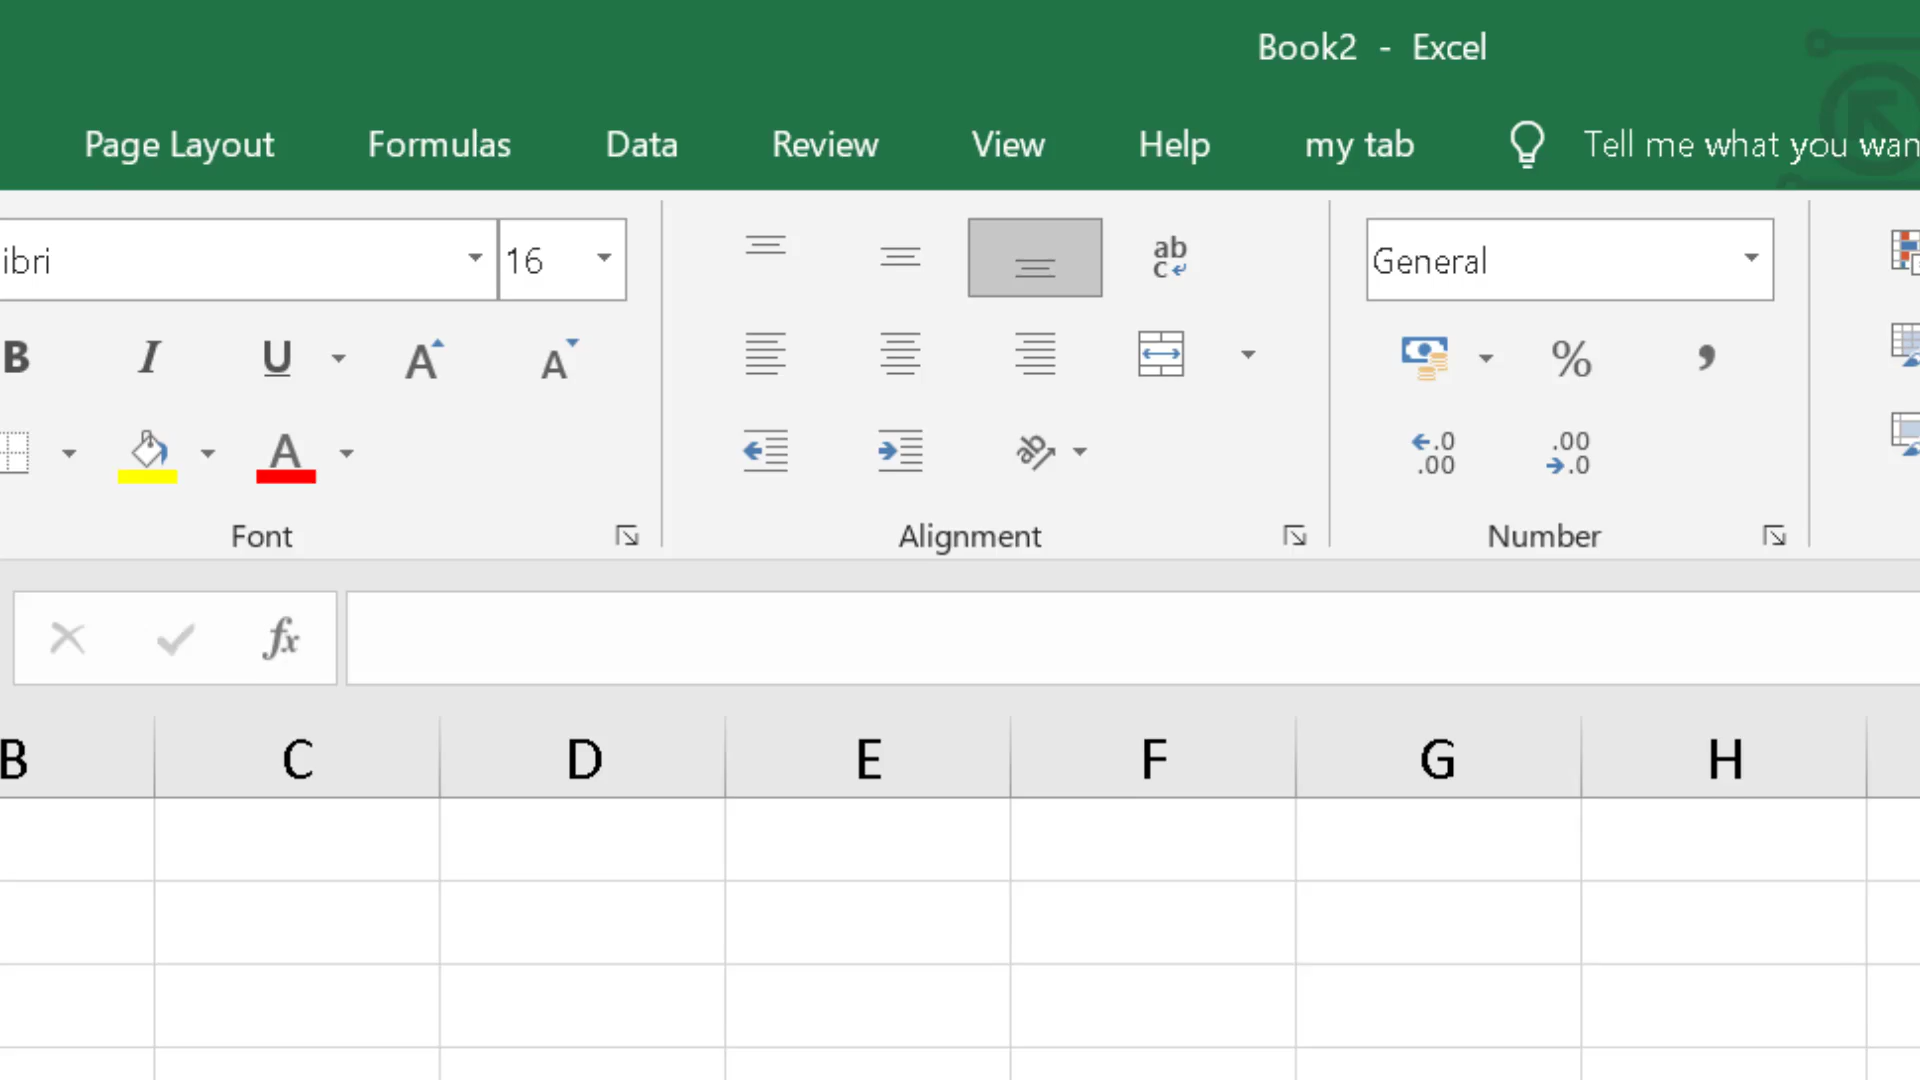 Book2 - Excel
Page Layout Formulas Data Review View Help my tab Tell me what you wan
ibri 16 ab c General
B I U A A % ,
A ab ←.0 .00 .00 →.0
Font Alignment Number
fx
B C D E F G H